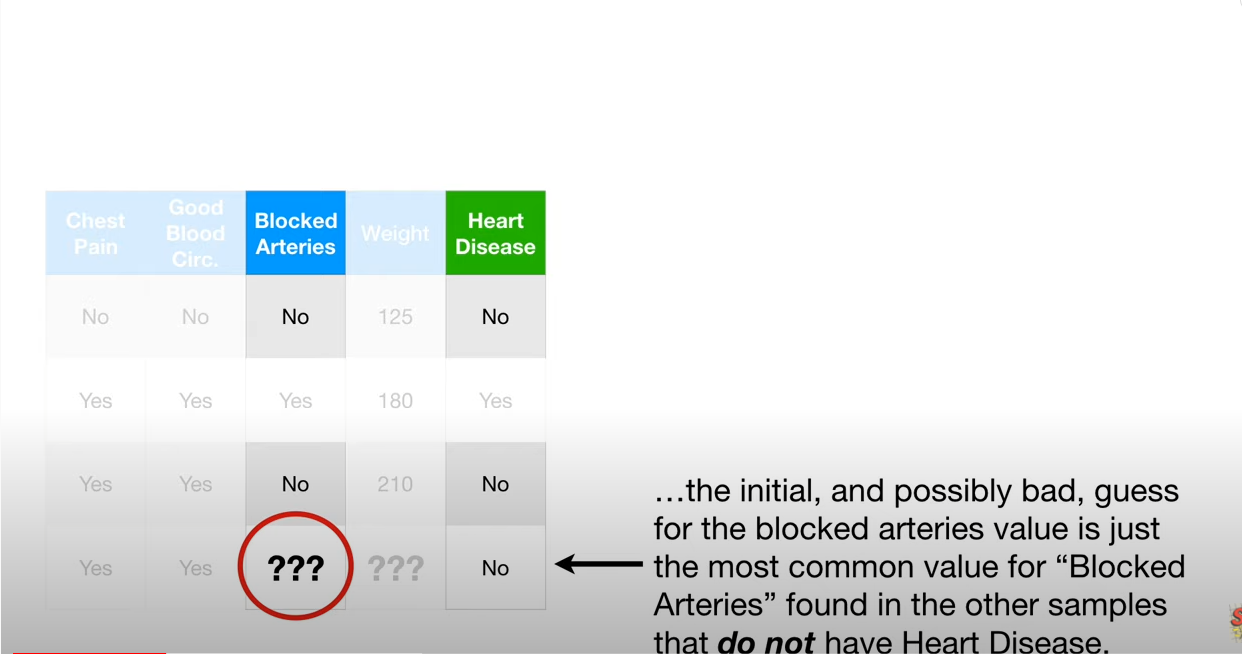 Chest Pain
Good Blood Circ.
Blocked Arteries
Weight
Heart Disease
No No No 125 No
Yes Yes Yes 180 Yes
Yes Yes No 210 No
Yes Yes ??? ??? No
…the initial, and possibly bad, guess
for the blocked arteries value is just
the most common value for “Blocked
Arteries” found in the other samples
that do not have Heart Disease.